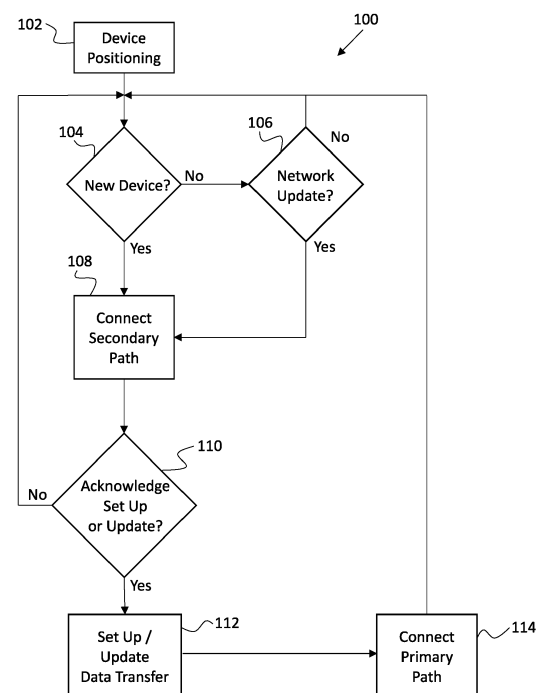 102
Device
Positioning
100
104
New Device?
No
106
No
Network
Update?
Yes
Yes
108
Connect
Secondary
Path
110
Acknowledge
Set Up
or Update?
No
Yes
112
Set Up /
Update
Data Transfer
114
Connect
Primary
Path